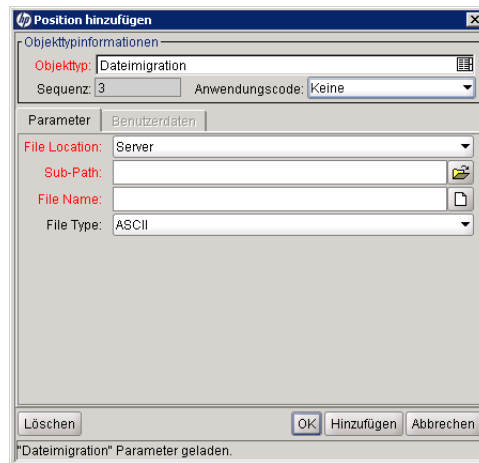 hp Position hinzufügen
Objekttypinformationen
Objekttyp: Dateimigration
Sequenz: 3 Anwendungscode: Keine
Parameter Benutzerdaten
File Location: Server
Sub-Path:
File Name:
File Type: ASCII
Löschen OK Hinzufügen Abbrechen
"Dateimigration" Parameter geladen.